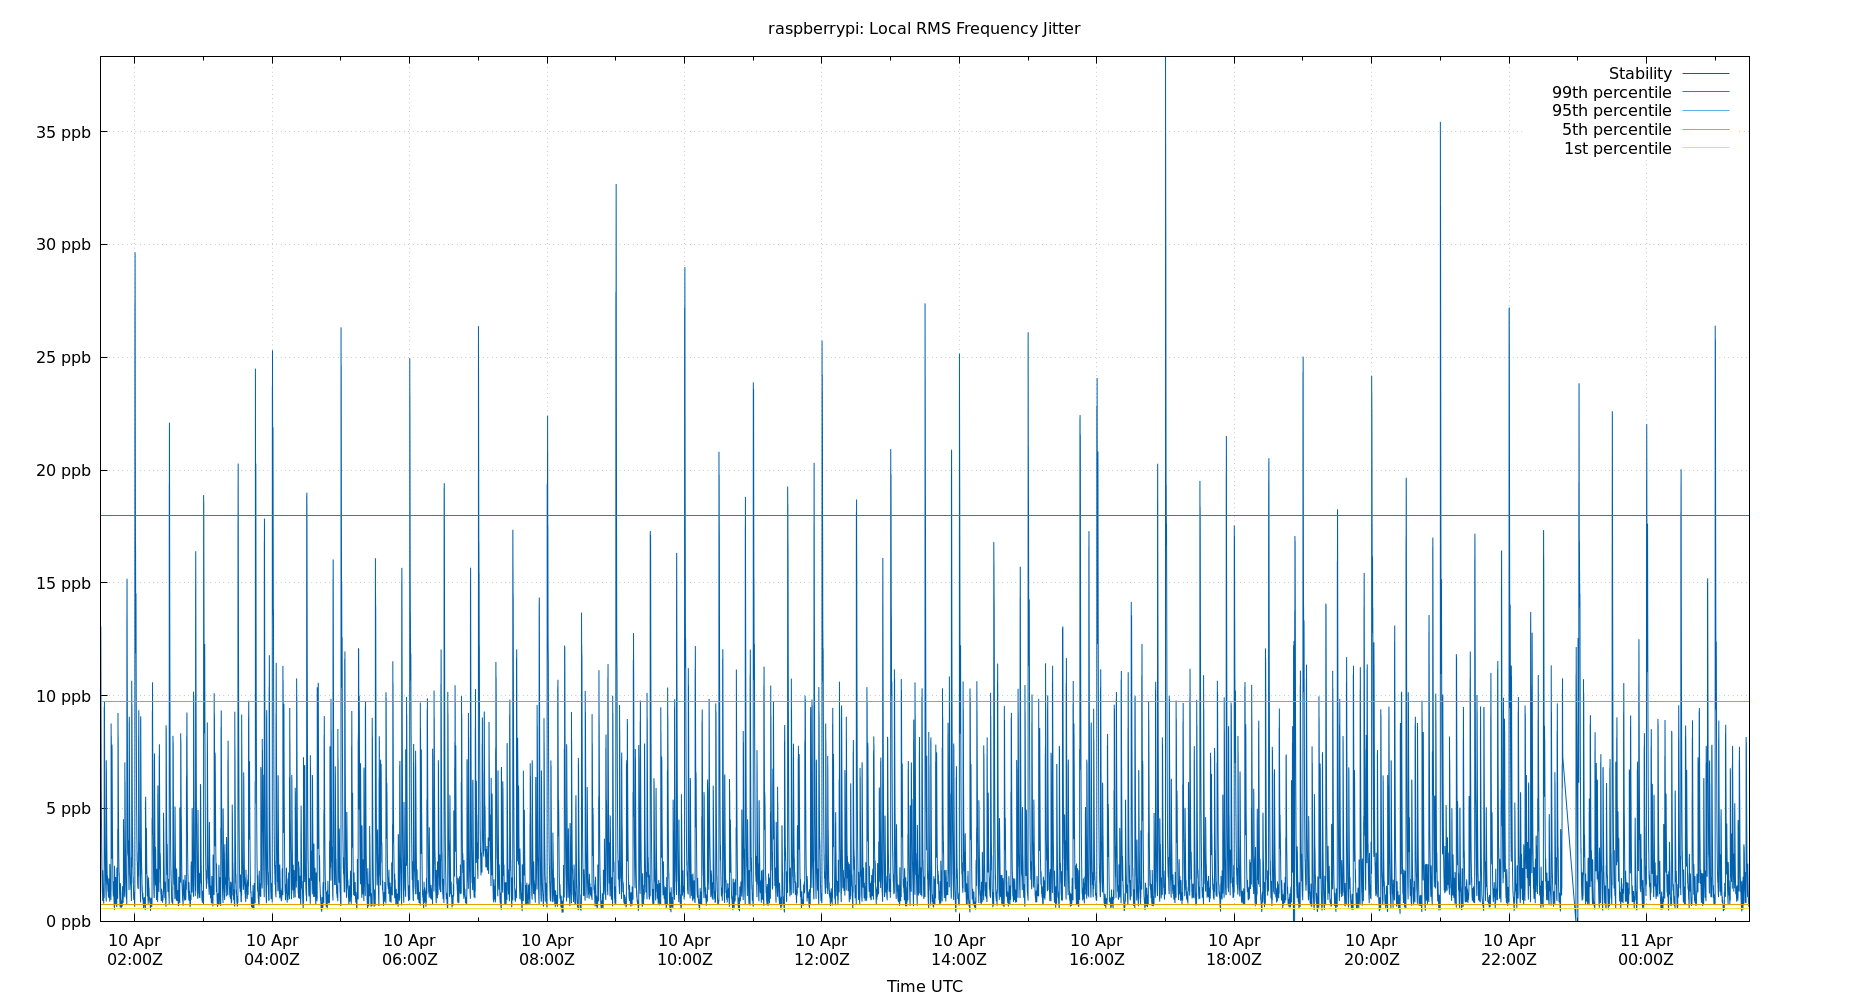 raspberrypi: Local RMS Frequency Jitter
Stability
99th percentile
95th percentile
5th percentile
1st percentile
35 ppb
30 ppb
25 ppb
20 ppb
15 ppb
10 ppb
5 ppb
0 ppb
10 Apr 10 Apr 10 Apr 10 Apr 10 Apr 10 Apr 10 Apr 10 Apr 10 Apr 10 Apr 10 Apr 11 Apr
02:00Z 04:00Z 06:00Z 08:00Z 10:00Z 12:00Z 14:00Z 16:00Z 18:00Z 20:00Z 22:00Z 00:00Z
Time UTC